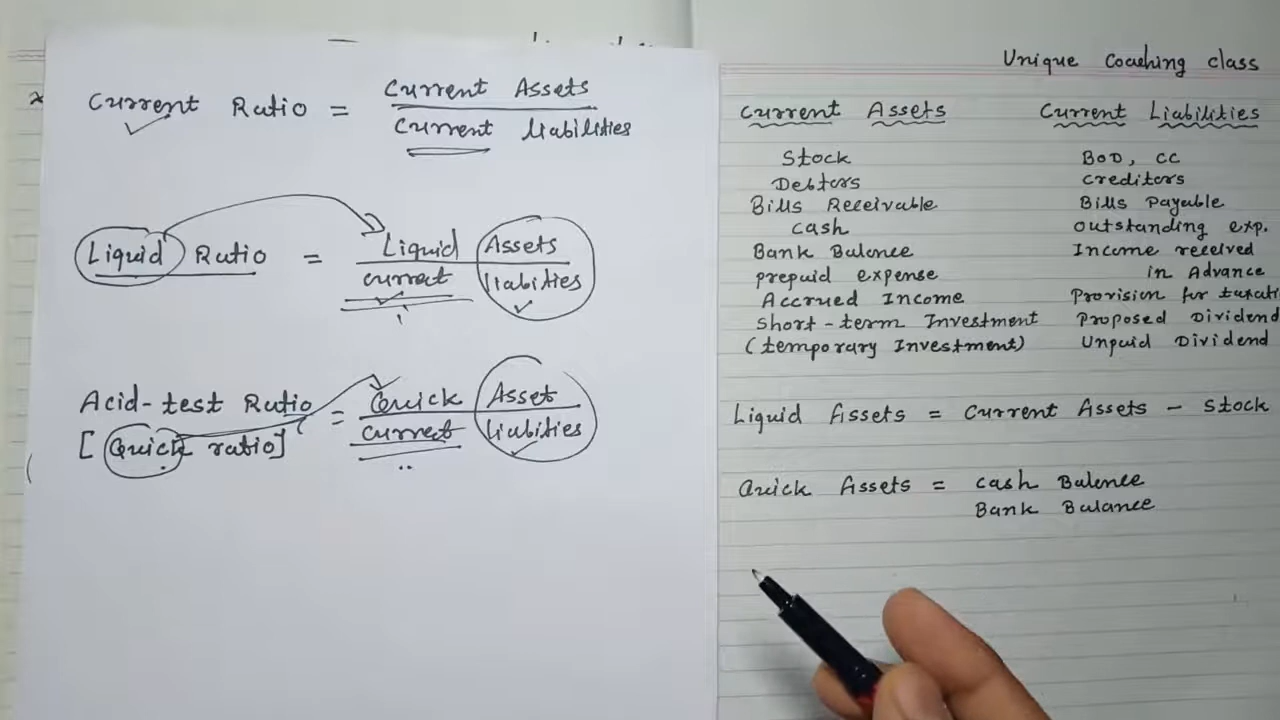 Current Ratio = Current Assets
Current liabilities
Liquid Ratio = Liquid Assets
current liabities
Acid-test Ratio = Quick Asset
[Quick ratio] current liabities
Unique Coaching class
Current Assets Current Liabilities
Stock BOD, CC
Debtors creditors
Bills Receivable Bills Payable
cash outstanding exp.
Bank Balence Income received
prepaid expense in Advance
Accrued Income Provision for
Short-term Investment Proposed Dividend
(temporary Investment) Unpaid Dividend
Liquid Assets = Current Assets - Stock
Quick Assets = cash Balence
Bank Balance